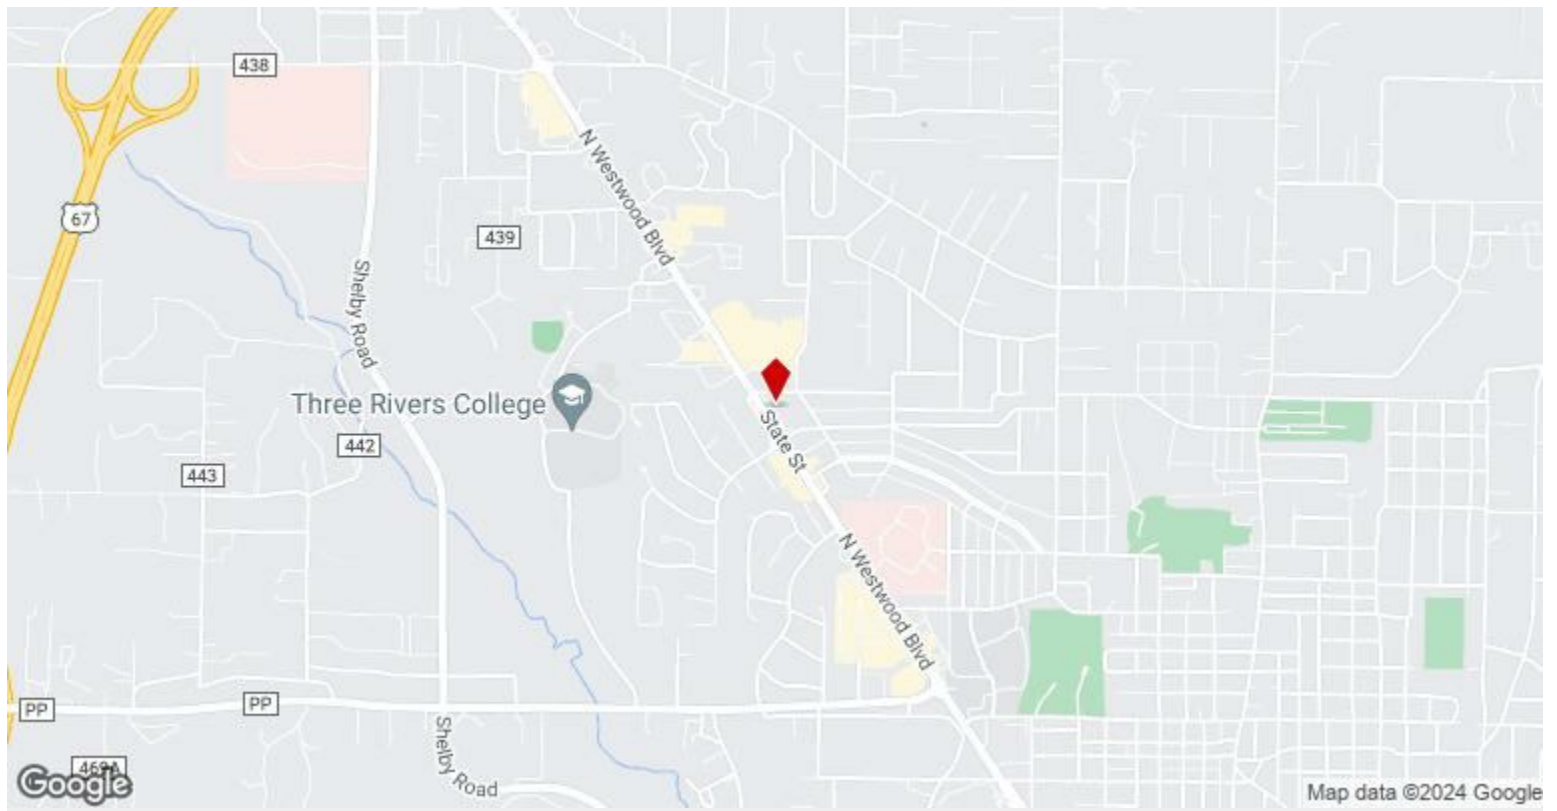 438
N Westwood Blvd
67
439
Shelby Road
Three Rivers College
State St
442
443
N Westwood Blvd
PP
PP
Shelby Road
469A
Google
Map data ©2024 Google